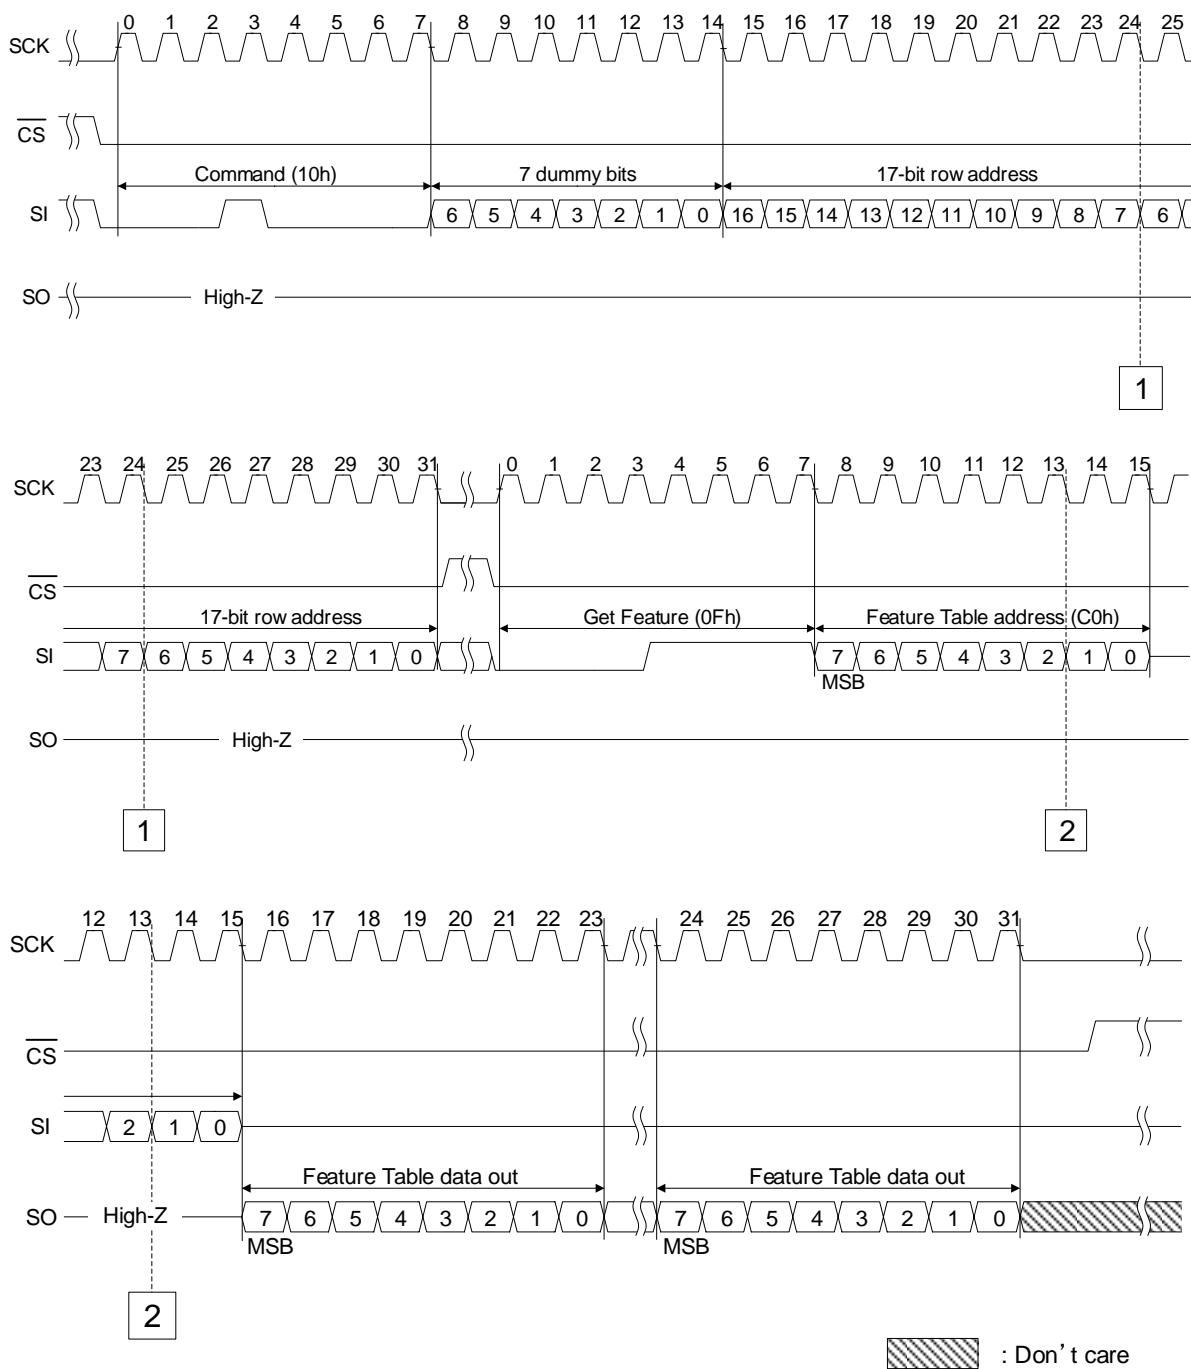 0 1 2 3 4 5 6 7 8 9 10 11 12 13 14 15 16 17 18 19 20 21 22 23 24 25
SCK
CS
Command (10h) 7 dummy bits 17-bit row address
SI 6 5 4 3 2 1 0 16 15 14 13 12 11 10 9 8 7 6
SO High-Z
1
23 24 25 26 27 28 29 30 31 0 1 2 3 4 5 6 7 8 9 10 11 12 13 14 15
SCK
CS
17-bit row address Get Feature (0Fh) Feature Table address (C0h)
SI 7 6 5 4 3 2 1 0 7 6 5 4 3 2 1 0
MSB
SO High-Z
1 2
12 13 14 15 16 17 18 19 20 21 22 23 24 25 26 27 28 29 30 31
SCK
CS
SI 2 1 0
Feature Table data out Feature Table data out
SO High-Z 7 6 5 4 3 2 1 0 7 6 5 4 3 2 1 0
MSB MSB
2
: Don't care